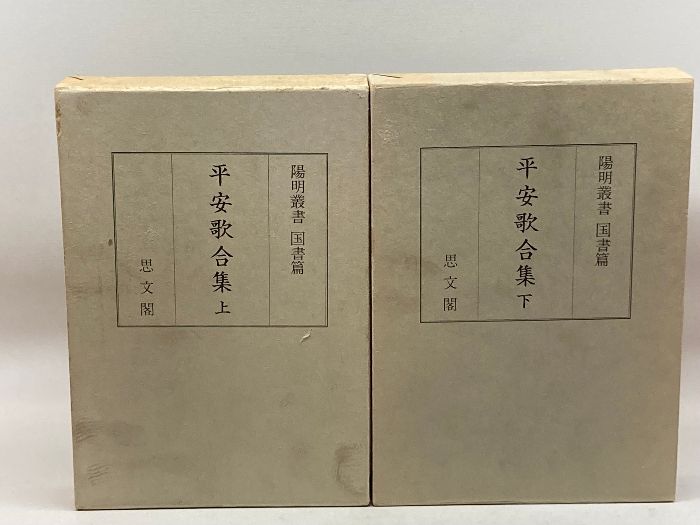 陽明叢書 国書篇
平安歌合集 上
思文閣
陽明叢書 国書篇
平安歌合集 下
思文閣